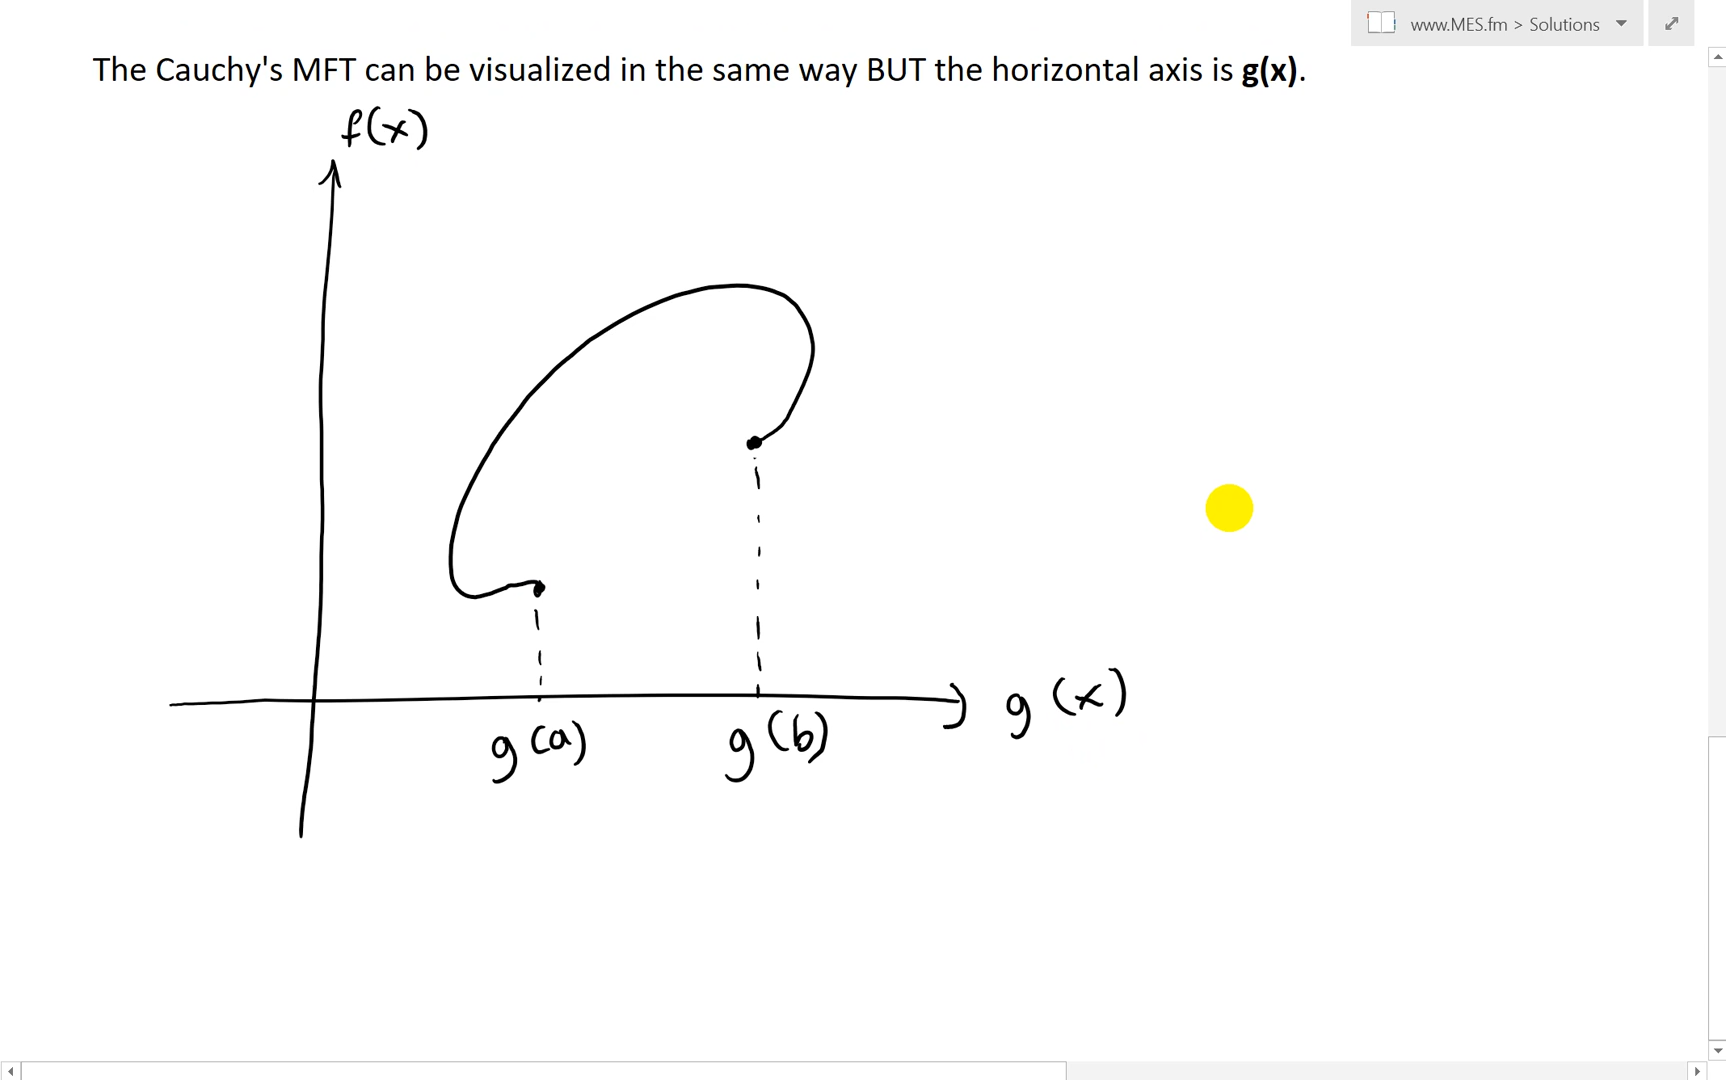 www.MES.fm > Solutions
The Cauchy's MFT can be visualized in the same way BUT the horizontal axis is g(x).
f(x)
g(x)
g(a) g(b)